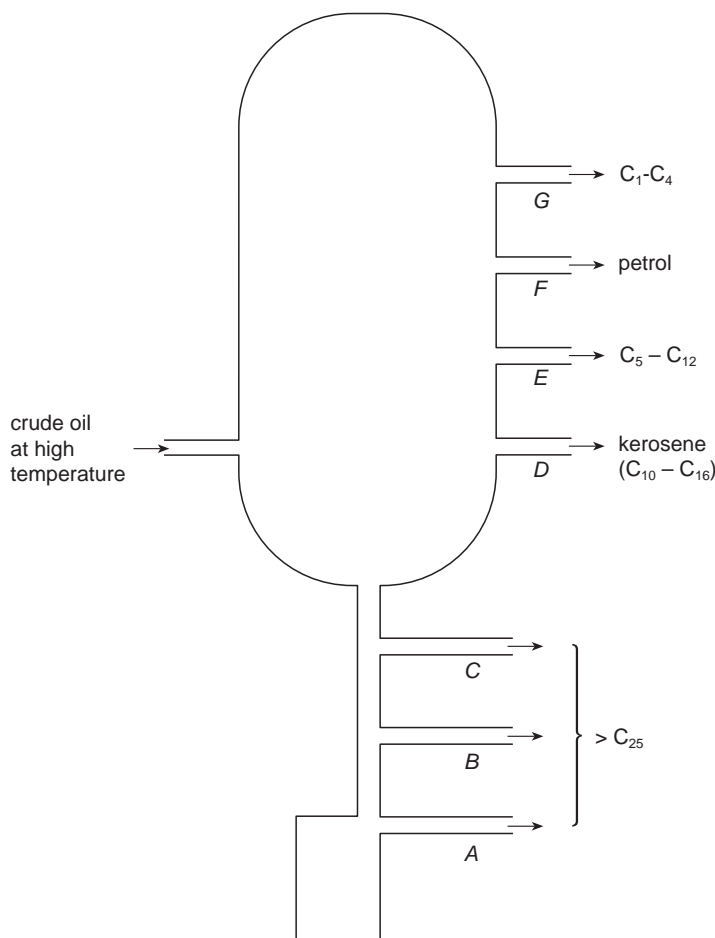 C₁-C₄
G
petrol
F
C₅ – C₁₂
E
crude oil
at high
temperature
kerosene
(C₁₀ – C₁₆)
D
C
> C₂₅
B
A